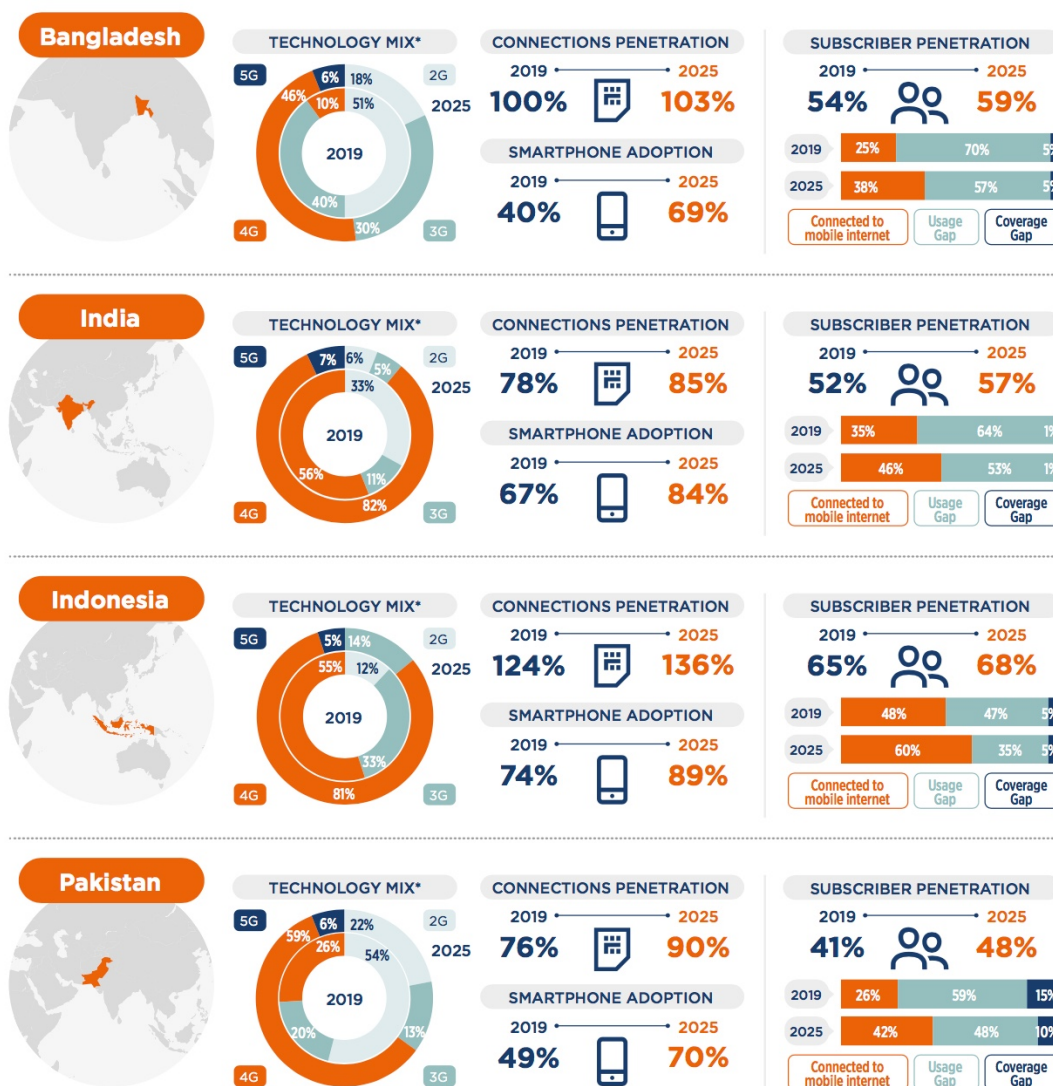 Bangladesh
TECHNOLOGY MIX*
5G
6%
18%
2G
46%
10%
51%
2025
2019
40%
4G
30%
3G
CONNECTIONS PENETRATION
2019 2025
100% 103%
SMARTPHONE ADOPTION
2019 2025
40% 69%
SUBSCRIBER PENETRATION
2019 2025
54% 59%
2019 25% 70% 5%
2025 38% 57% 5%
Connected to
mobile internet
Usage
Gap
Coverage
Gap
India
TECHNOLOGY MIX*
5G
7%
6%
5%
2G
33%
2025
2019
56%
11%
4G
82%
3G
CONNECTIONS PENETRATION
2019 2025
78% 85%
SMARTPHONE ADOPTION
2019 2025
67% 84%
SUBSCRIBER PENETRATION
2019 2025
52% 57%
2019 35% 64% 1%
2025 46% 53% 1%
Connected to
mobile internet
Usage
Gap
Coverage
Gap
Indonesia
TECHNOLOGY MIX*
5G
5%
14%
2G
55%
12%
2025
2019
33%
4G
81%
3G
CONNECTIONS PENETRATION
2019 2025
124% 136%
SMARTPHONE ADOPTION
2019 2025
74% 89%
SUBSCRIBER PENETRATION
2019 2025
65% 68%
2019 48% 47% 5%
2025 60% 35% 5%
Connected to
mobile internet
Usage
Gap
Coverage
Gap
Pakistan
TECHNOLOGY MIX*
5G
6%
22%
2G
59%
26%
54%
2025
2019
20%
13%
4G
3G
CONNECTIONS PENETRATION
2019 2025
76% 90%
SMARTPHONE ADOPTION
2019 2025
49% 70%
SUBSCRIBER PENETRATION
2019 2025
41% 48%
2019 26% 59% 15%
2025 42% 48% 10%
Connected to
mobile internet
Usage
Gap
Coverage
Gap